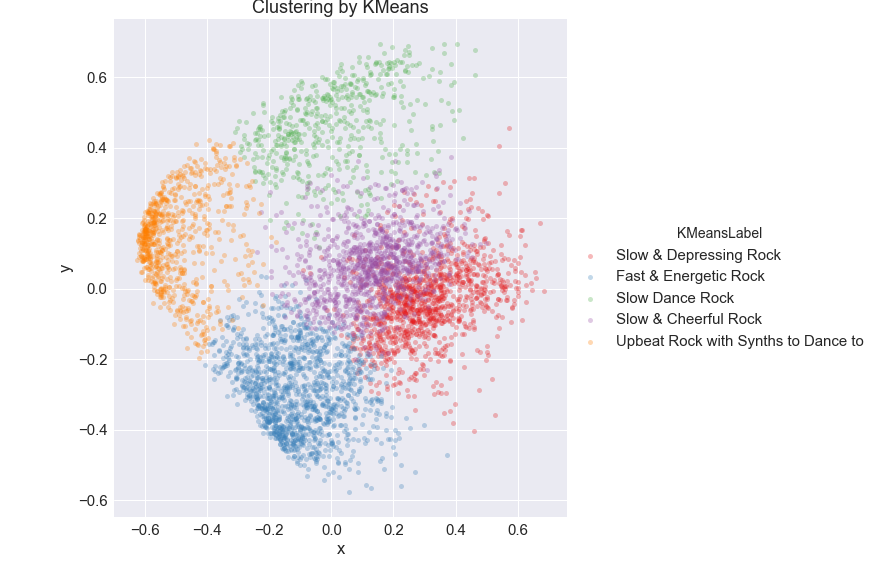 Clustering by KMeans
0.6
0.4
0.2
0.0
−0.2
−0.4
−0.6
y
−0.6 −0.4 −0.2 0.0 0.2 0.4 0.6
x
KMeansLabel
Slow & Depressing Rock
Fast & Energetic Rock
Slow Dance Rock
Slow & Cheerful Rock
Upbeat Rock with Synths to Dance to